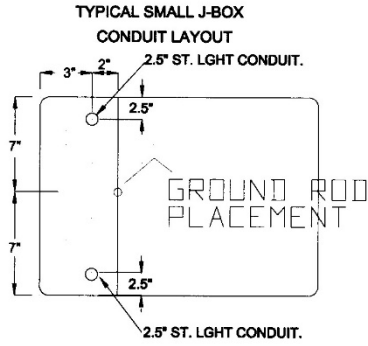 TYPICAL SMALL J-BOX
CONDUIT LAYOUT
3" 2" 2.5" ST. LGHT CONDUIT.
2.5"
7"
GROUND ROD
PLACEMENT
7"
2.5"
2.5" ST. LGHT CONDUIT.